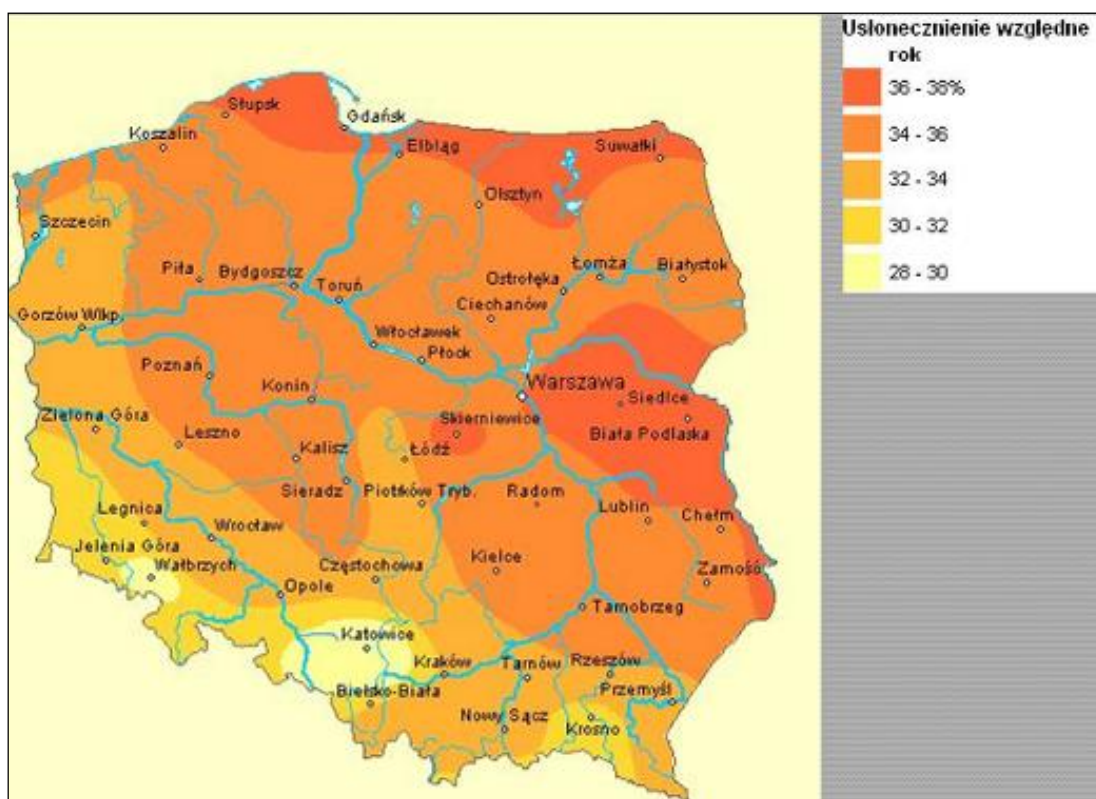 Usłonecznienie względne
rok
36 - 38%
34 - 36
32 - 34
30 - 32
28 - 30
Słupsk
Gdańsk
Koszalin
Elbląg
Suwałki
Olsztyn
Szczecin
Piła
Bydgoszcz
Toruń
Ostrołęka
Łomża
Białystok
Ciechanów
Gorzów Wlkp.
Włocławek
Płock
Poznań
Konin
Warszawa
Siedlce
Zielona Góra
Leszno
Kalisz
Skierniewice
Łódź
Biała Podlaska
Sieradz
Piotrków Tryb.
Radom
Lublin
Chełm
Legnica
Wrocław
Jelenia Góra
Wałbrzych
Opole
Częstochowa
Kielce
Zamość
Tarnobrzeg
Katowice
Kraków
Tarnów
Rzeszów
Przemyśl
Bielsko-Biała
Nowy Sącz
Krosno